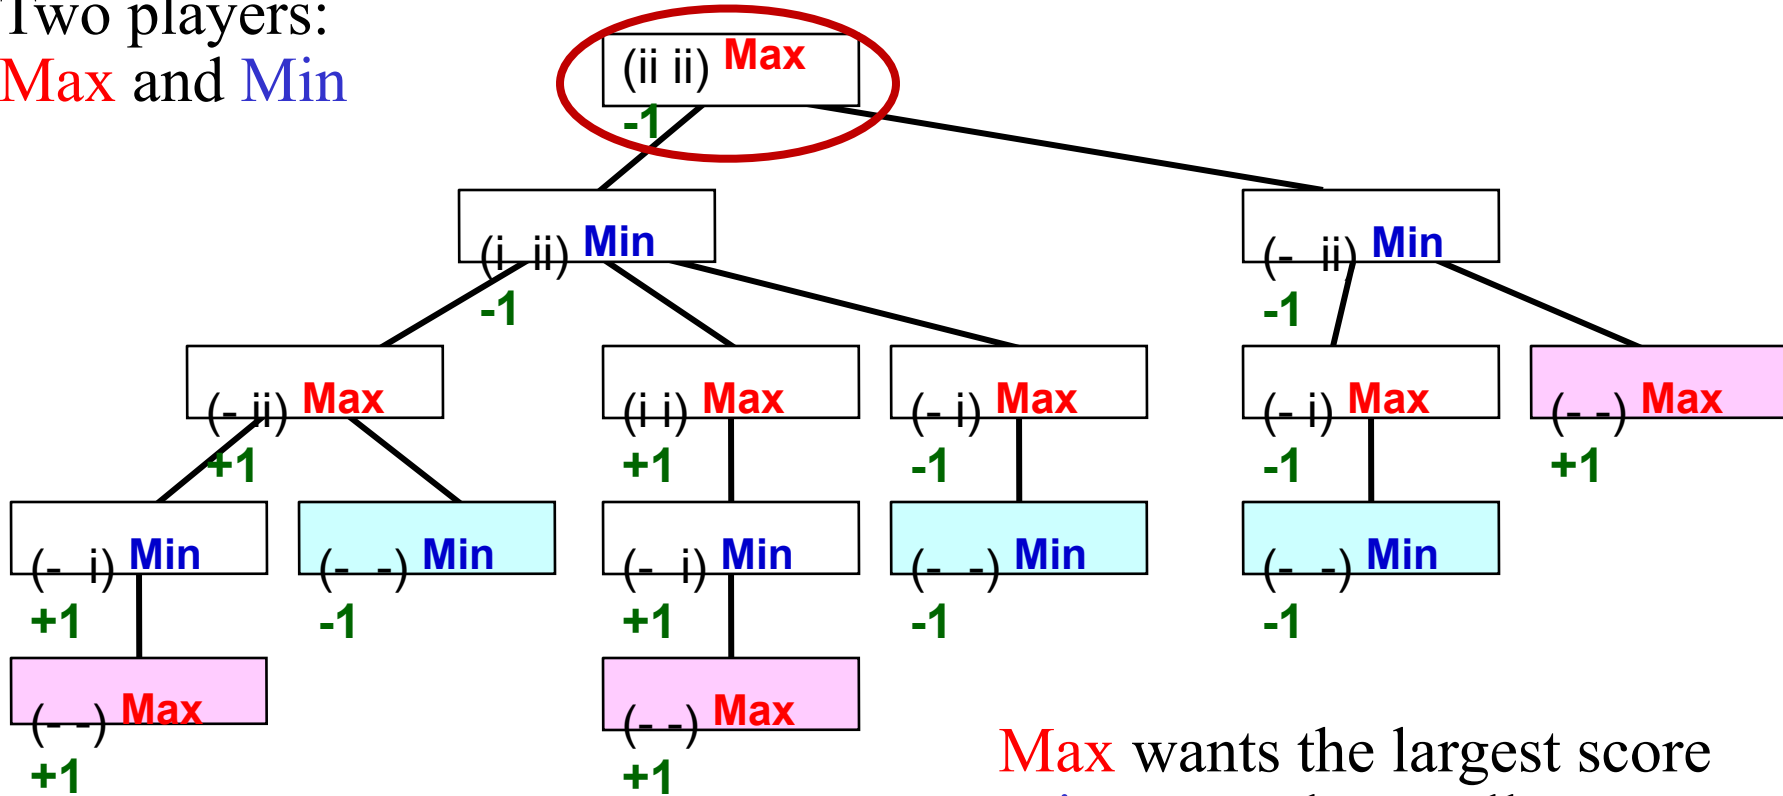 Two players:
Max and Min
(ii ii) Max
-1
(i ii) Min
-1
(- ii) Min
-1
(- ii) Max
+1
(i i) Max
+1
(- i) Max
-1
(- i) Max
-1
(- -) Max
+1
(- i) Min
+1
(- -) Min
-1
(- i) Min
+1
(- -) Min
-1
(- -) Min
-1
(- -) Max
+1
(- -) Max
+1
Max wants the largest score